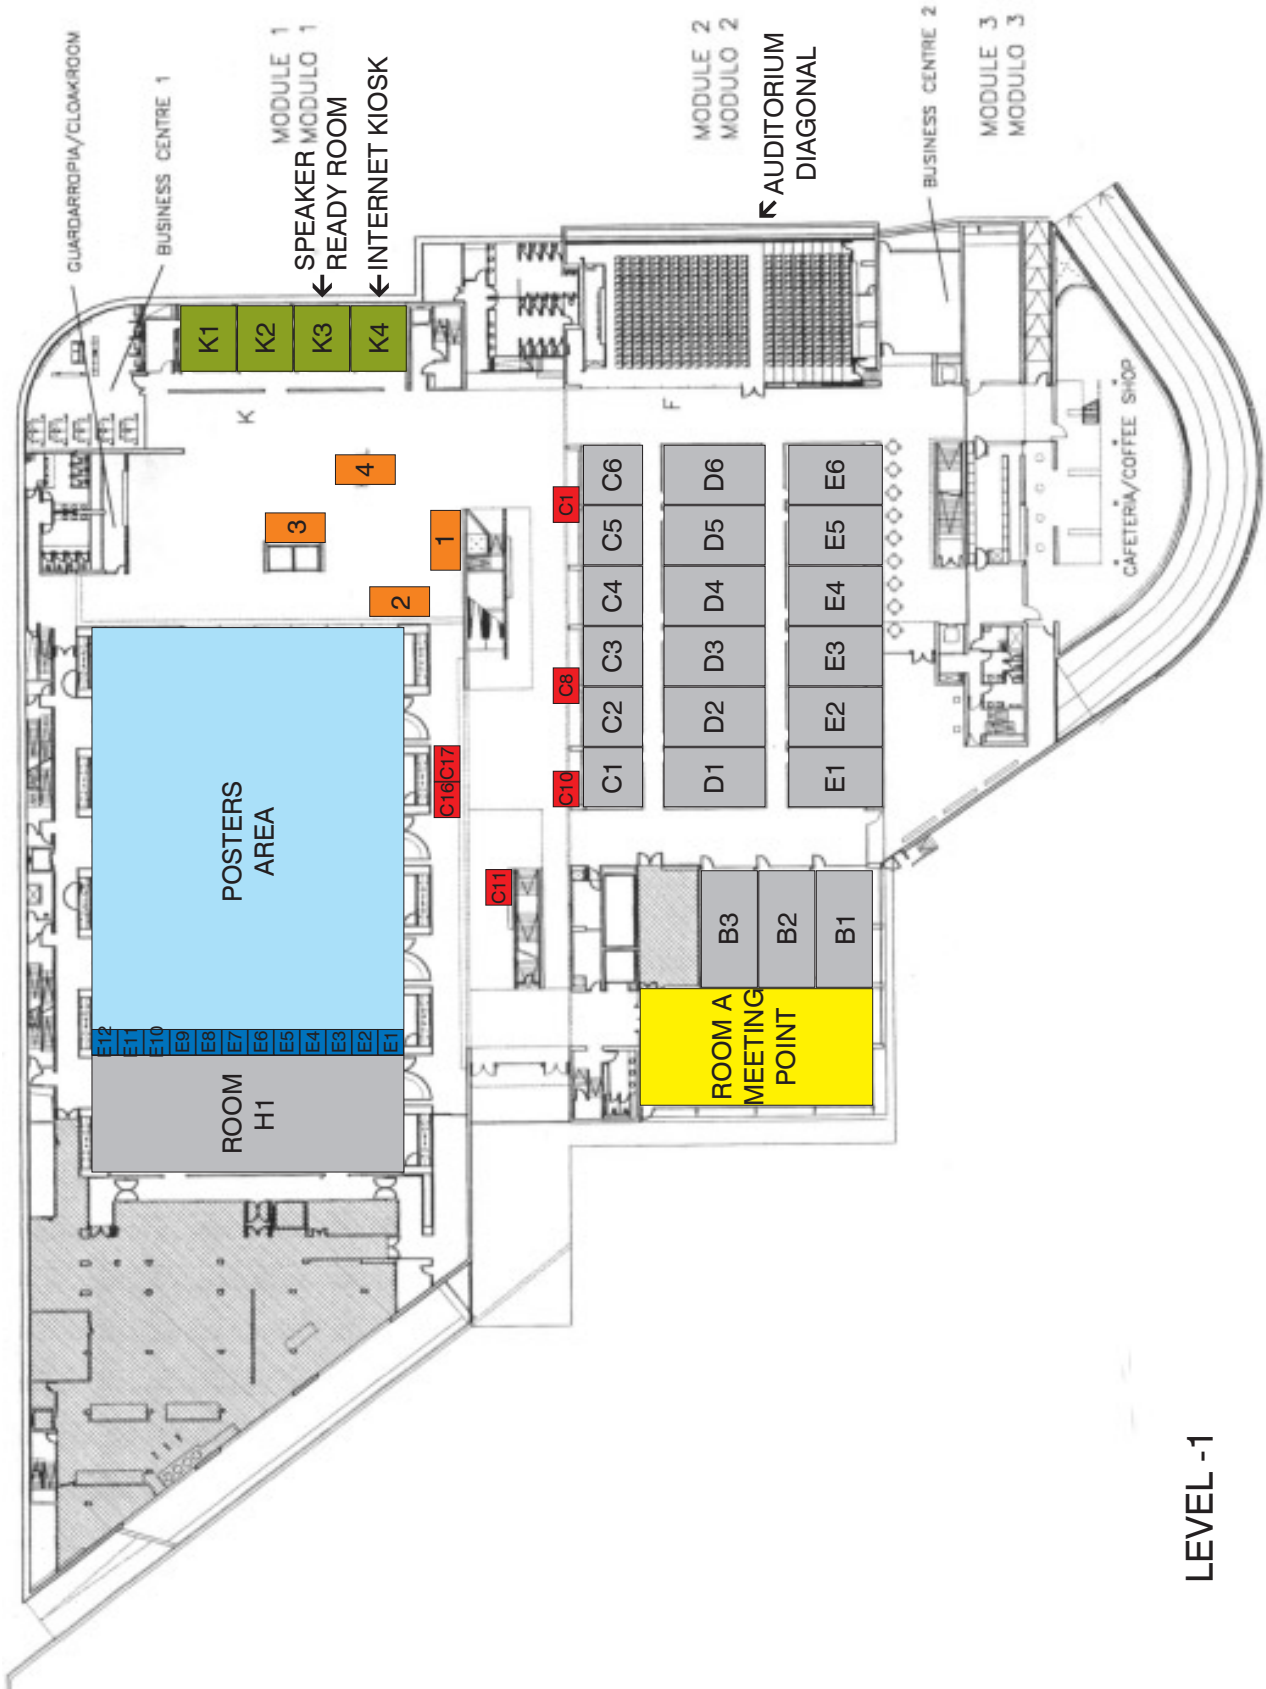 GUARDARROPIA/CLOAKROOM
BUSINESS CENTRE 1
MODULE 1
MODULO 1
SPEAKER
READY ROOM
INTERNET KIOSK
MODULE 2
MODULO 2
AUDITORIUM
DIAGONAL
BUSINESS CENTRE 2
MODULE 3
MODULO 3
K1
K2
K3
K4
K
F
4
3
1
2
C1
C8
C10
C17
C16
C11
C6
C5
C4
C3
C2
C1
D6
D5
D4
D3
D2
D1
E6
E5
E4
E3
E2
E1
CAFETERIA/COFFEE SHOP
POSTERS
AREA
E12
E11
E10
E9
E8
E7
E6
E5
E4
E3
E2
E1
ROOM
H1
B3
B2
B1
ROOM A
MEETING
POINT
LEVEL -1